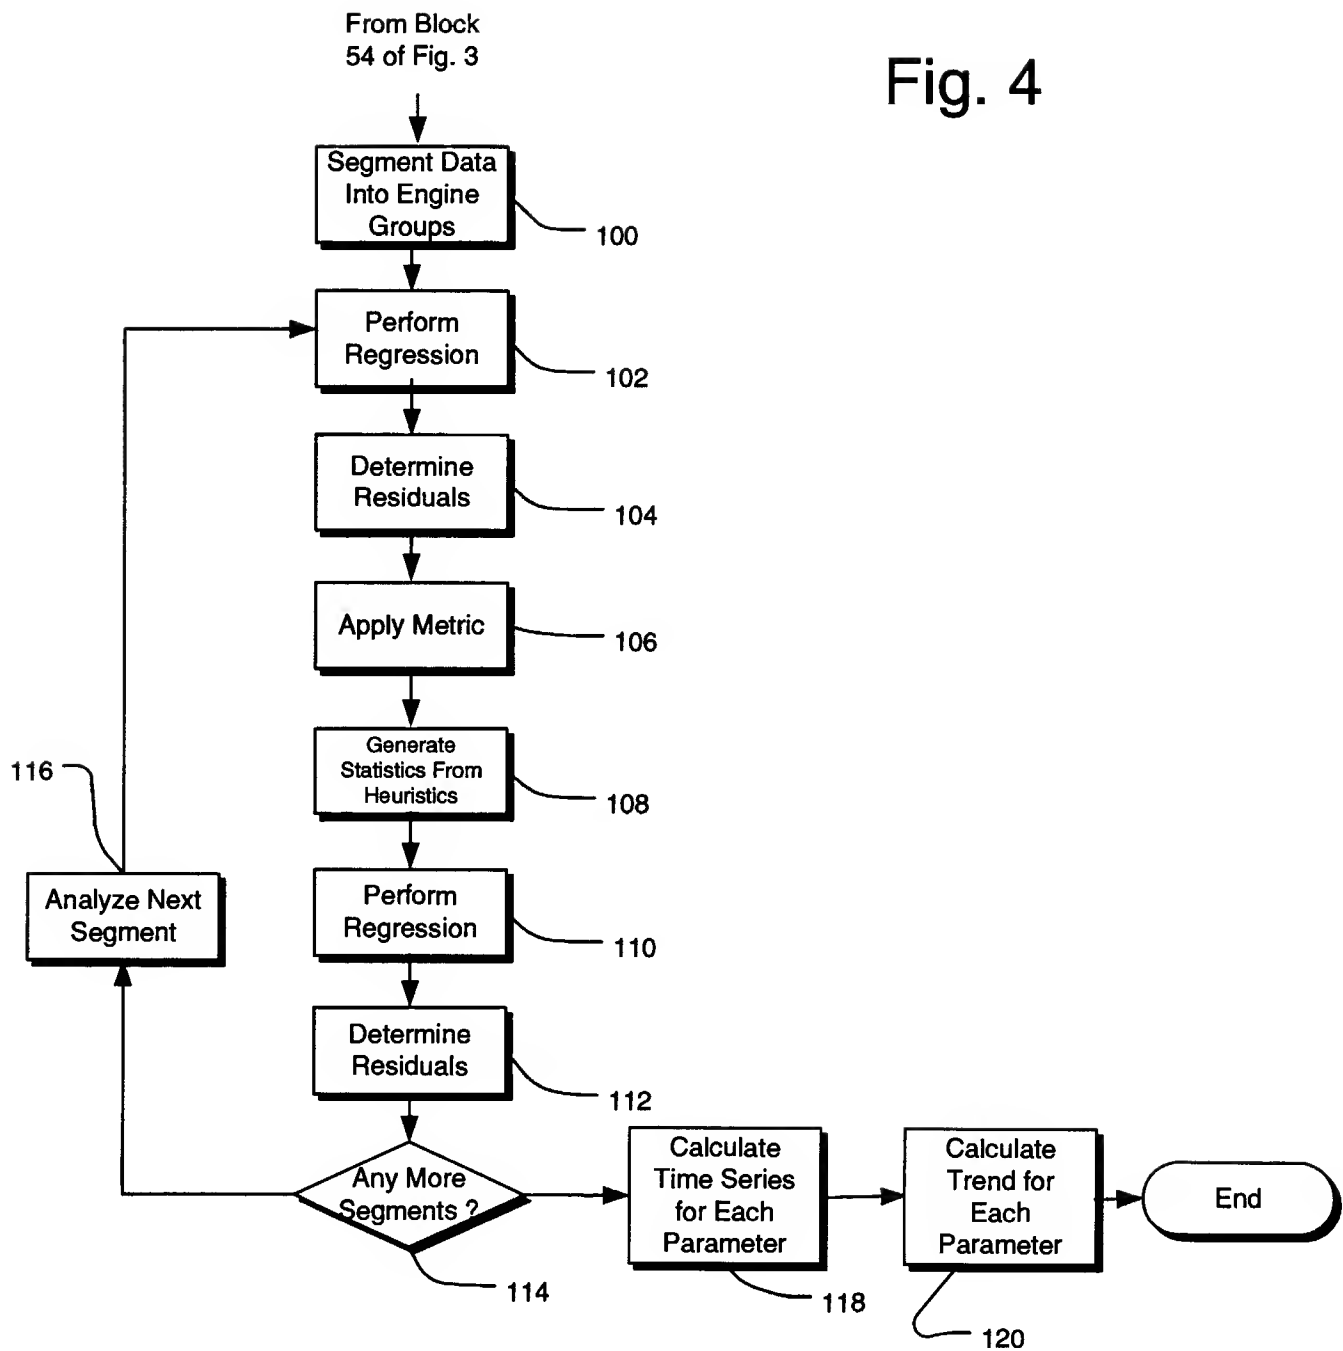 From Block
54 of Fig. 3
Fig. 4
Segment Data
Into Engine
Groups
100
Perform
Regression
102
Determine
Residuals
104
Apply Metric
106
Generate
Statistics From
Heuristics
108
116
Analyze Next
Segment
Perform
Regression
110
Determine
Residuals
112
Any More
Segments ?
114
Calculate
Time Series
for Each
Parameter
118
Calculate
Trend for
Each
Parameter
120
End